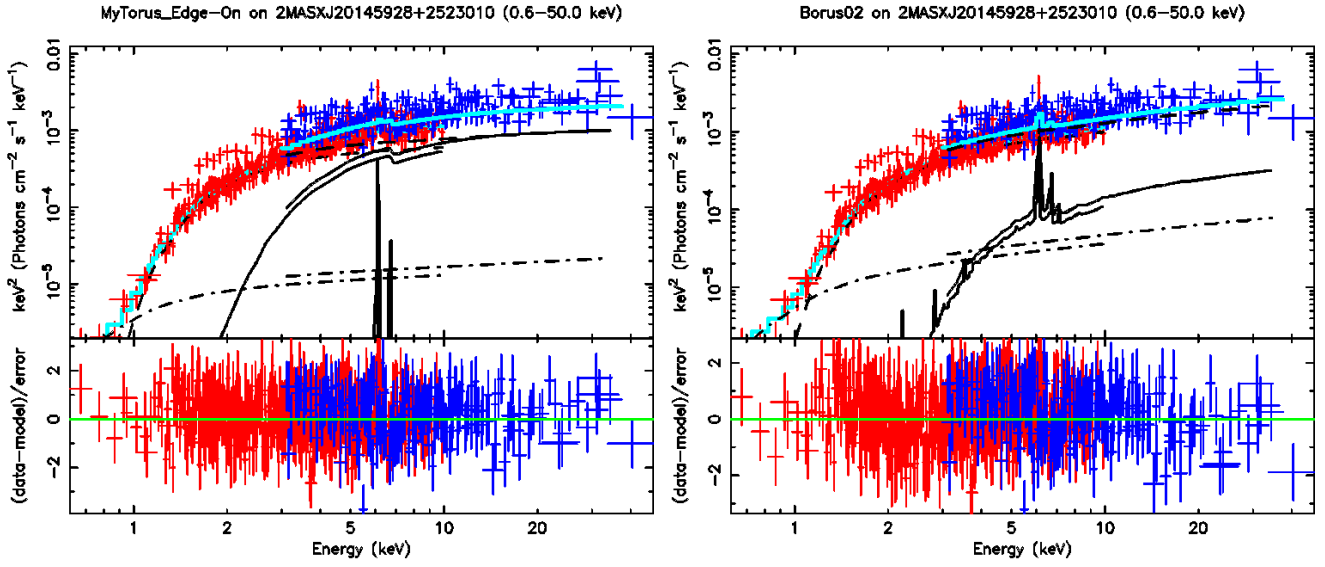 MyTorus_Edge-On on 2MASXJ20145928+2523010 (0.6-50.0 keV)
keV² (Photons cm⁻² s⁻¹ keV⁻¹)
0.01
10⁻³
10⁻⁴
10⁻⁵
(data-model)/error
2
0
-2
1 2 5 10 20
Energy (keV)
Borus02 on 2MASXJ20145928+2523010 (0.6-50.0 keV)
keV² (Photons cm⁻² s⁻¹ keV⁻¹)
0.01
10⁻³
10⁻⁴
10⁻⁵
(data-model)/error
2
0
-2
1 2 5 10 20
Energy (keV)